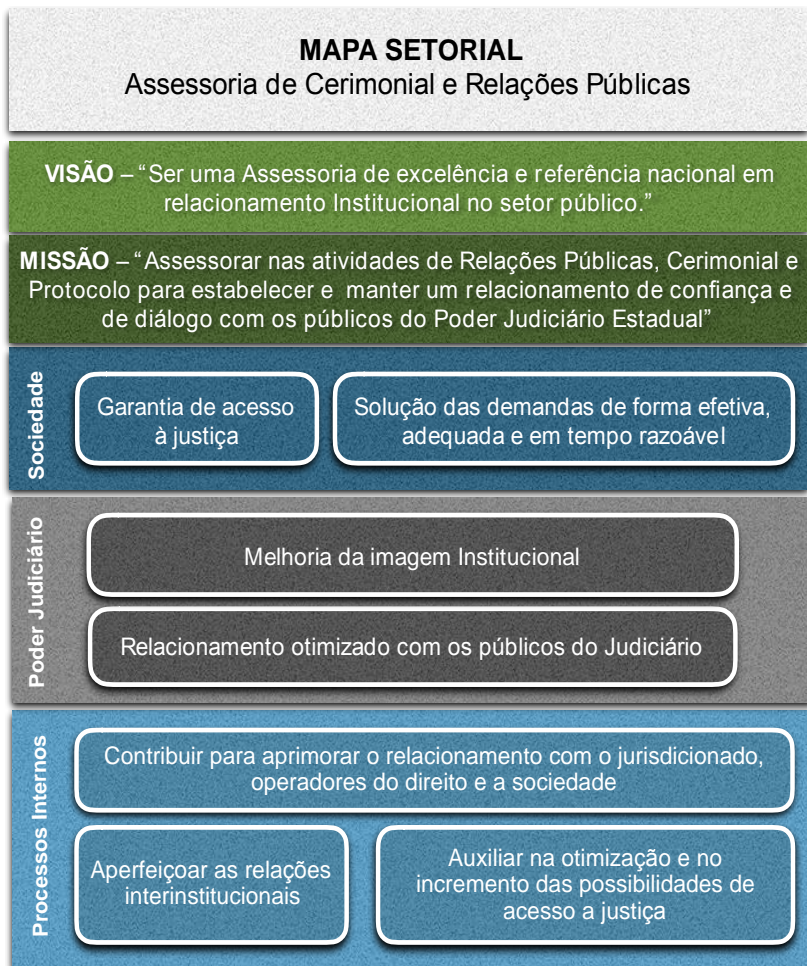 MAPA SETORIAL
Assessoria de Cerimonial e Relações Públicas
VISÃO – “Ser uma Assessoria de excelência e referência nacional em
relacionamento Institucional no setor público.”
MISSÃO – “Assessorar nas atividades de Relações Públicas, Cerimonial e
Protocolo para estabelecer e manter um relacionamento de confiança e
de diálogo com os públicos do Poder Judiciário Estadual”
Sociedade
Garantia de acesso
à justiça
Solução das demandas de forma efetiva,
adequada e em tempo razoável
Poder Judiciário
Melhoria da imagem Institucional
Relacionamento otimizado com os públicos do Judiciário
Processos Internos
Contribuir para aprimorar o relacionamento com o jurisdicionado,
operadores do direito e a sociedade
Aperfeiçoar as relações
interinstitucionais
Auxiliar na otimização e no
incremento das possibilidades de
acesso a justiça